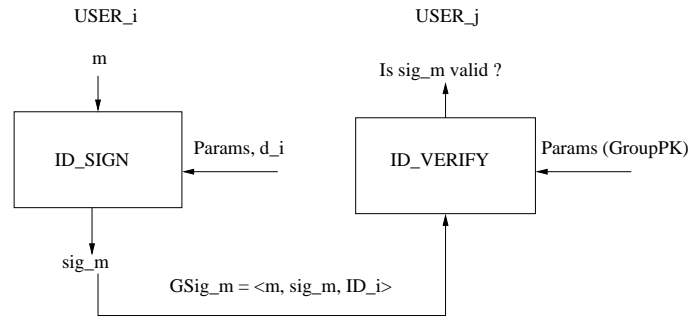 USER_i
USER_j
m
Is sig_m valid ?
ID_SIGN
Params, d_i
ID_VERIFY
Params (GroupPK)
sig_m
GSig_m = <m, sig_m, ID_i>